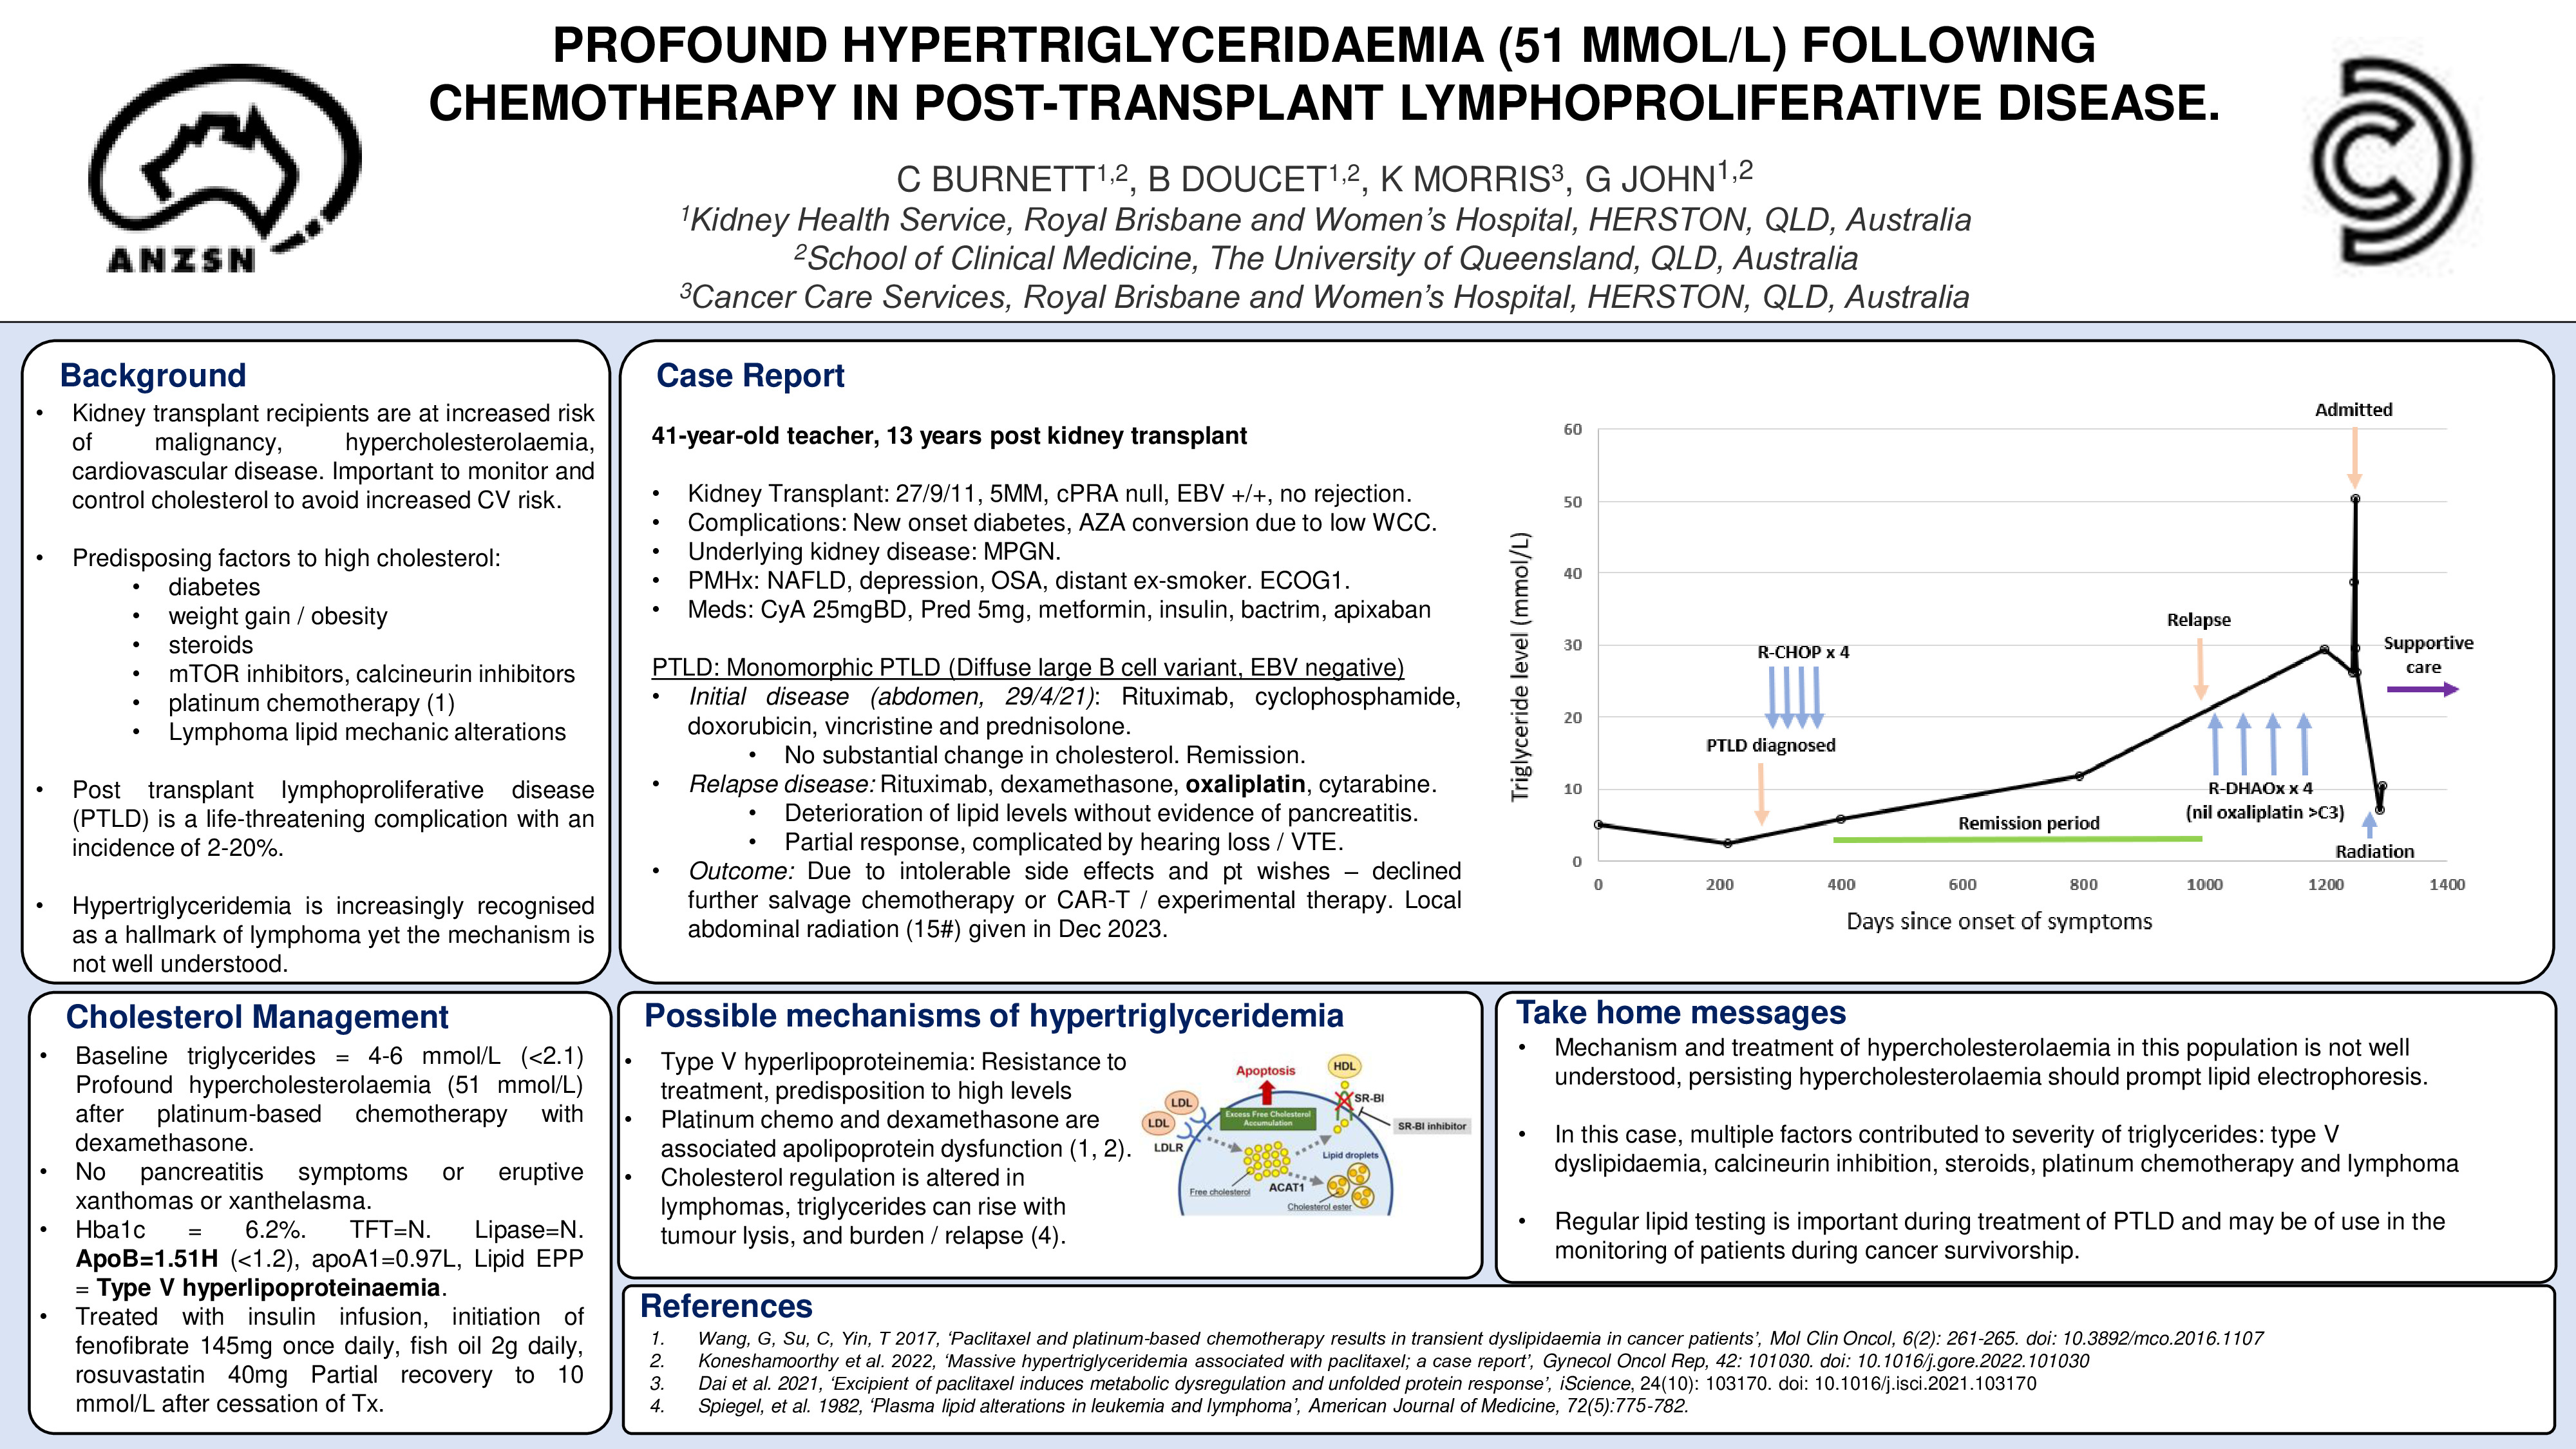 PROFOUND HYPERTRIGLYCERIDAEMIA (51 MMOL/L) FOLLOWING
CHEMOTHERAPY IN POST-TRANSPLANT LYMPHOPROLIFERATIVE DISEASE.
ANZSN
C BURNETT1,2, B DOUCET1,2, K MORRIS3, G JOHN1,2
1Kidney Health Service, Royal Brisbane and Women's Hospital, HERSTON, QLD, Australia
2School of Clinical Medicine, The University of Queensland, QLD, Australia
3Cancer Care Services, Royal Brisbane and Women's Hospital, HERSTON, QLD, Australia
Background
• Kidney transplant recipients are at increased risk
of malignancy, hypercholesterolaemia,
cardiovascular disease. Important to monitor and
control cholesterol to avoid increased CV risk.
• Predisposing factors to high cholesterol:
• diabetes
• weight gain / obesity
• steroids
• mTOR inhibitors, calcineurin inhibitors
• platinum chemotherapy (1)
• Lymphoma lipid mechanic alterations
• Post transplant lymphoproliferative disease
(PTLD) is a life-threatening complication with an
incidence of 2-20%.
• Hypertriglyceridemia is increasingly recognised
as a hallmark of lymphoma yet the mechanism is
not well understood.
Case Report
41-year-old teacher, 13 years post kidney transplant
• Kidney Transplant: 27/9/11, 5MM, cPRA null, EBV +/+, no rejection.
• Complications: New onset diabetes, AZA conversion due to low WCC.
• Underlying kidney disease: MPGN.
• PMHx: NAFLD, depression, OSA, distant ex-smoker. ECOG1.
• Meds: CyA 25mgBD, Pred 5mg, metformin, insulin, bactrim, apixaban
PTLD: Monomorphic PTLD (Diffuse large B cell variant, EBV negative)
• Initial disease (abdomen, 29/4/21): Rituximab, cyclophosphamide,
doxorubicin, vincristine and prednisolone.
• No substantial change in cholesterol. Remission.
• Relapse disease: Rituximab, dexamethasone, oxaliplatin, cytarabine.
• Deterioration of lipid levels without evidence of pancreatitis.
• Partial response, complicated by hearing loss / VTE.
• Outcome: Due to intolerable side effects and pt wishes – declined
further salvage chemotherapy or CAR-T / experimental therapy. Local
abdominal radiation (15#) given in Dec 2023.
Triglyceride level (mmol/L)
60
50
40
30
20
10
0
Admitted
Relapse
Supportive
care
R-CHOP x 4
PTLD diagnosed
R-DHAOx x 4
(nil oxaliplatin >C3)
Remission period
Radiation
0 200 400 600 800 1000 1200 1400
Days since onset of symptoms
Cholesterol Management
• Baseline triglycerides = 4-6 mmol/L (<2.1)
Profound hypercholesterolaemia (51 mmol/L)
after platinum-based chemotherapy with
dexamethasone.
• No pancreatitis symptoms or eruptive
xanthomas or xanthelasma.
• Hba1c = 6.2%. TFT=N. Lipase=N.
ApoB=1.51H (<1.2), apoA1=0.97L, Lipid EPP
= Type V hyperlipoproteinaemia.
• Treated with insulin infusion, initiation of
fenofibrate 145mg once daily, fish oil 2g daily,
rosuvastatin 40mg Partial recovery to 10
mmol/L after cessation of Tx.
Possible mechanisms of hypertriglyceridemia
• Type V hyperlipoproteinemia: Resistance to
treatment, predisposition to high levels
• Platinum chemo and dexamethasone are
associated apolipoprotein dysfunction (1, 2).
• Cholesterol regulation is altered in
lymphomas, triglycerides can rise with
tumour lysis, and burden / relapse (4).
HDL
Apoptosis
LDL
SR-BI
Excess Free Cholesterol
Accumulation
LDL
SR-BI inhibitor
LDLR
Lipid droplets
Free cholesterol
ACAT1
Cholesterol ester
Take home messages
• Mechanism and treatment of hypercholesterolaemia in this population is not well
understood, persisting hypercholesterolaemia should prompt lipid electrophoresis.
• In this case, multiple factors contributed to severity of triglycerides: type V
dyslipidaemia, calcineurin inhibition, steroids, platinum chemotherapy and lymphoma
• Regular lipid testing is important during treatment of PTLD and may be of use in the
monitoring of patients during cancer survivorship.
References
1. Wang, G, Su, C, Yin, T 2017, ‘Paclitaxel and platinum-based chemotherapy results in transient dyslipidaemia in cancer patients’, Mol Clin Oncol, 6(2): 261-265. doi: 10.3892/mco.2016.1107
2. Koneshamoorthy et al. 2022, ‘Massive hypertriglyceridemia associated with paclitaxel; a case report’, Gynecol Oncol Rep, 42: 101030. doi: 10.1016/j.gore.2022.101030
3. Dai et al. 2021, ‘Excipient of paclitaxel induces metabolic dysregulation and unfolded protein response’, iScience, 24(10): 103170. doi: 10.1016/j.isci.2021.103170
4. Spiegel, et al. 1982, ‘Plasma lipid alterations in leukemia and lymphoma’, American Journal of Medicine, 72(5):775-782.